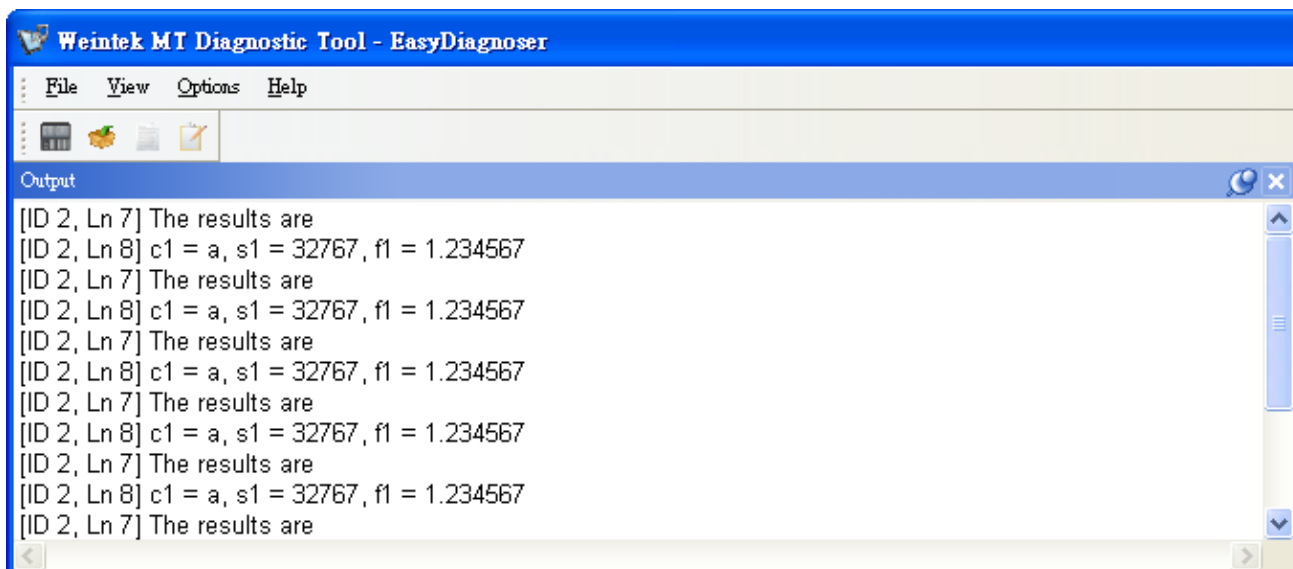 Weintek MT Diagnostic Tool - EasyDiagnoser
File View Options Help
Output
[ID 2, Ln 7] The results are
[ID 2, Ln 8] c1 = a, s1 = 32767, f1 = 1.234567
[ID 2, Ln 7] The results are
[ID 2, Ln 8] c1 = a, s1 = 32767, f1 = 1.234567
[ID 2, Ln 7] The results are
[ID 2, Ln 8] c1 = a, s1 = 32767, f1 = 1.234567
[ID 2, Ln 7] The results are
[ID 2, Ln 8] c1 = a, s1 = 32767, f1 = 1.234567
[ID 2, Ln 7] The results are
[ID 2, Ln 8] c1 = a, s1 = 32767, f1 = 1.234567
[ID 2, Ln 7] The results are